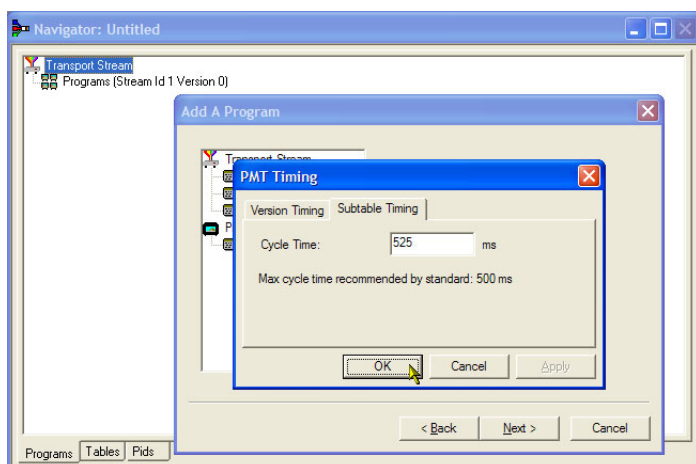 Navigator: Untitled
Transport Stream
Programs (Stream Id 1 Version 0)
Add A Program
Transport Stream
PMT Timing
Version Timing
Subtable Timing
Cycle Time:
525
ms
Max cycle time recommended by standard: 500 ms
OK
Cancel
Apply
< Back
Next >
Cancel
Programs
Tables
Pids